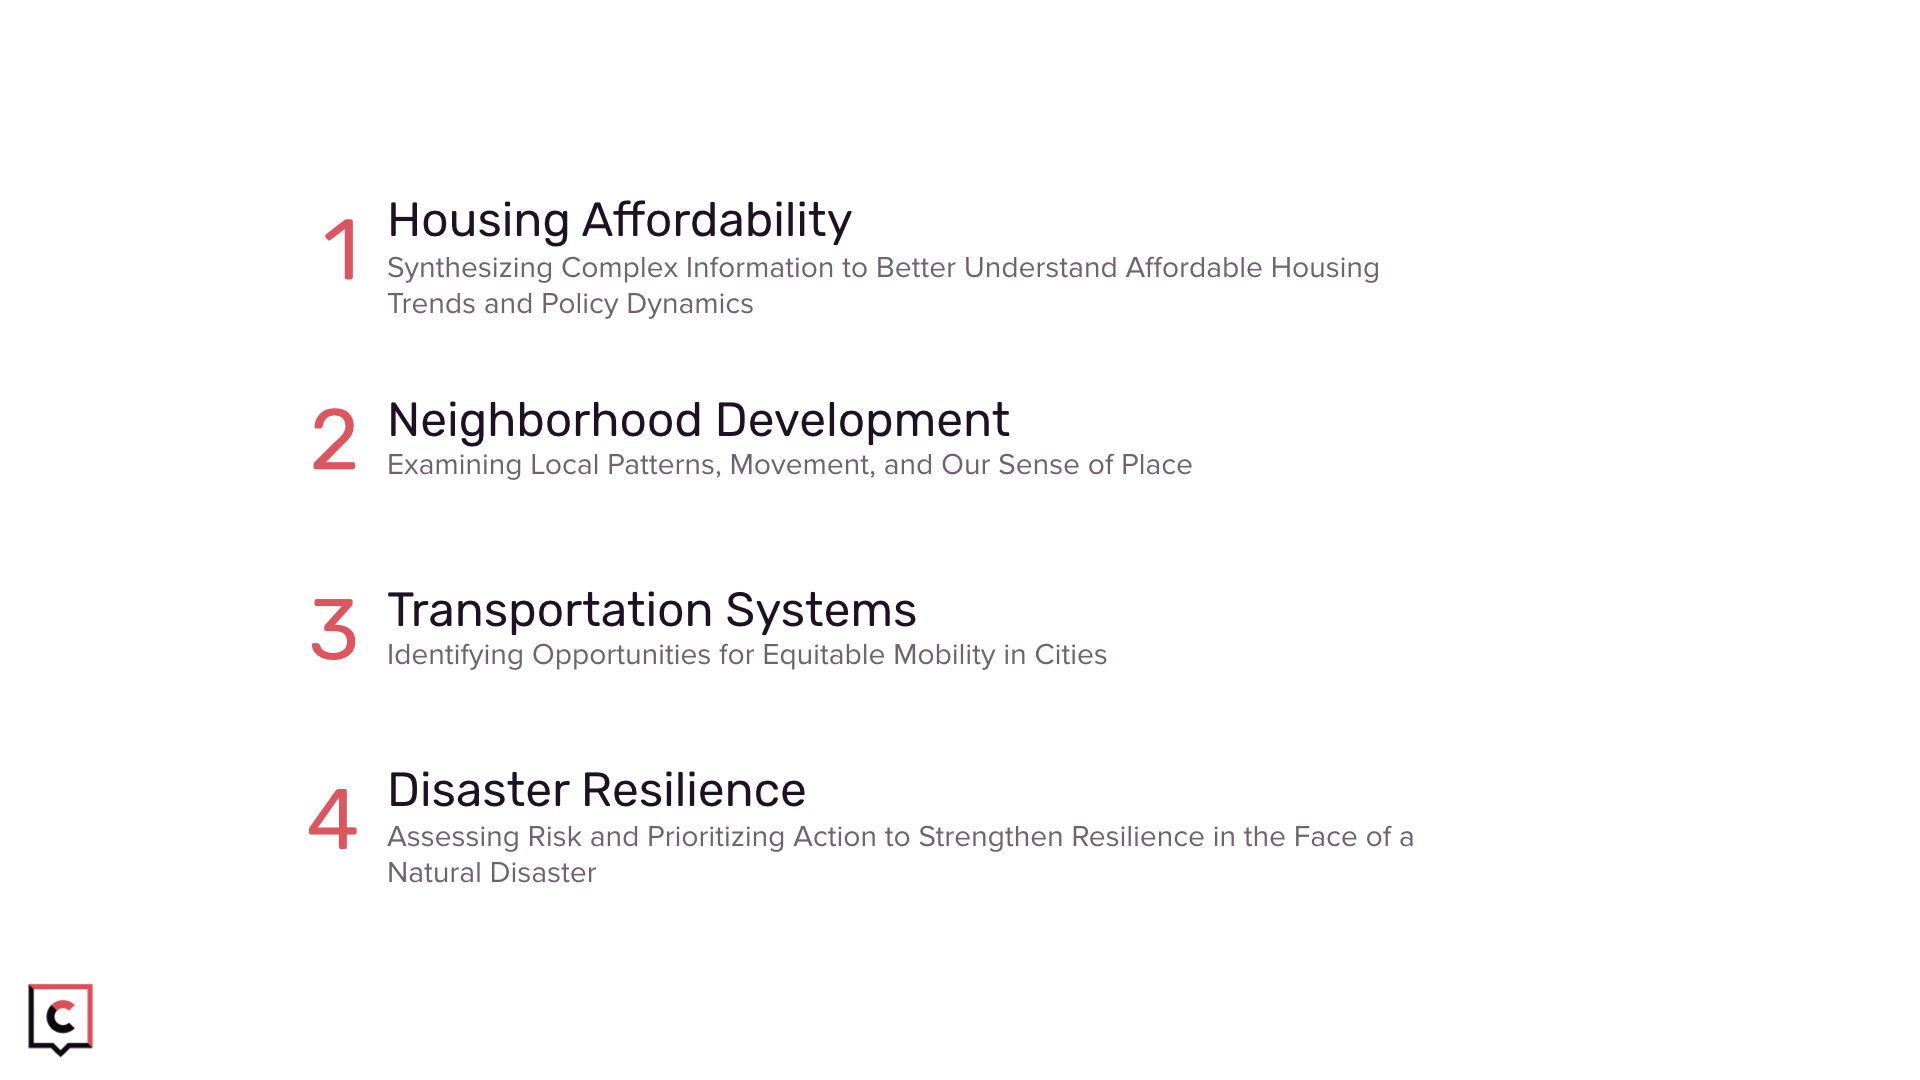 1
Housing Affordability
Synthesizing Complex Information to Better Understand Affordable Housing
Trends and Policy Dynamics
2
Neighborhood Development
Examining Local Patterns, Movement, and Our Sense of Place
3
Transportation Systems
Identifying Opportunities for Equitable Mobility in Cities
4
Disaster Resilience
Assessing Risk and Prioritizing Action to Strengthen Resilience in the Face of a
Natural Disaster
C